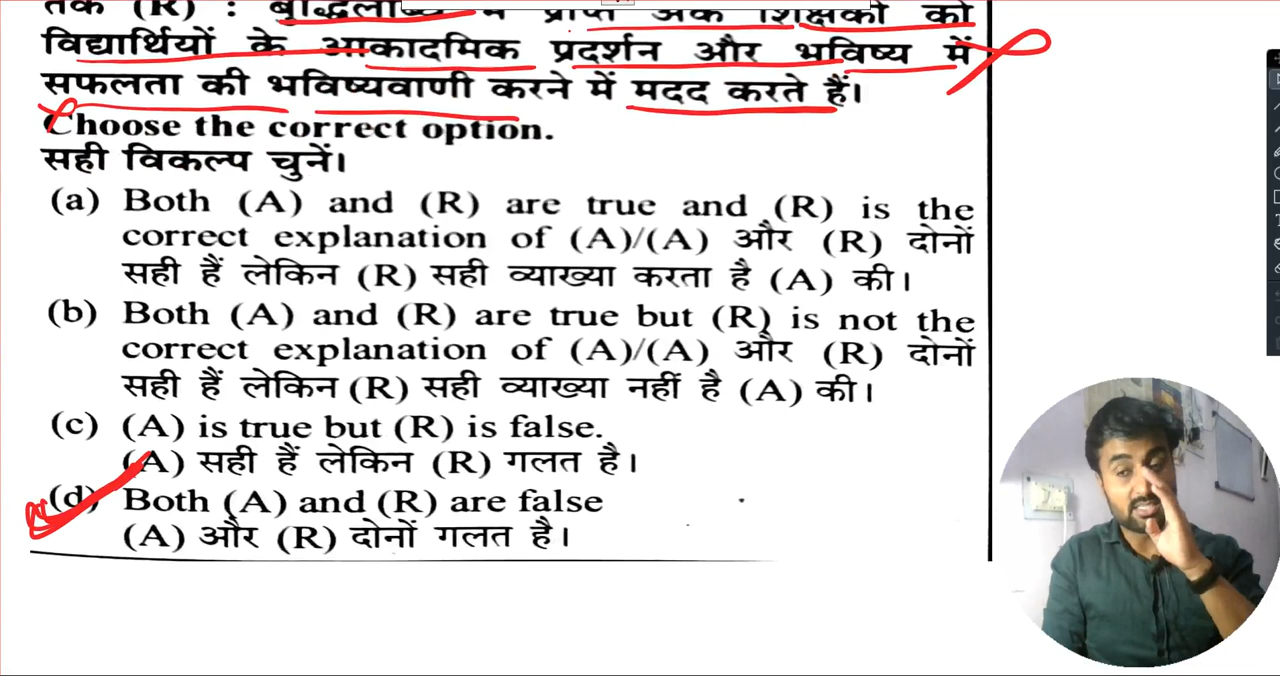 तर्क (R) : बुद्धिलब्धि में प्राप्त अंक शिक्षकों को
विद्यार्थियों के आकादमिक प्रदर्शन और भविष्य में
सफलता की भविष्यवाणी करने में मदद करते हैं।
Choose the correct option.
सही विकल्प चुनें।
(a) Both (A) and (R) are true and (R) is the
correct explanation of (A)/(A) और (R) दोनों
सही हैं लेकिन (R) सही व्याख्या करता है (A) की।
(b) Both (A) and (R) are true but (R) is not the
correct explanation of (A)/(A) और (R) दोनों
सही हैं लेकिन (R) सही व्याख्या नहीं है (A) की।
(c) (A) is true but (R) is false.
(A) सही हैं लेकिन (R) गलत है।
(d) Both (A) and (R) are false
(A) और (R) दोनों गलत है।